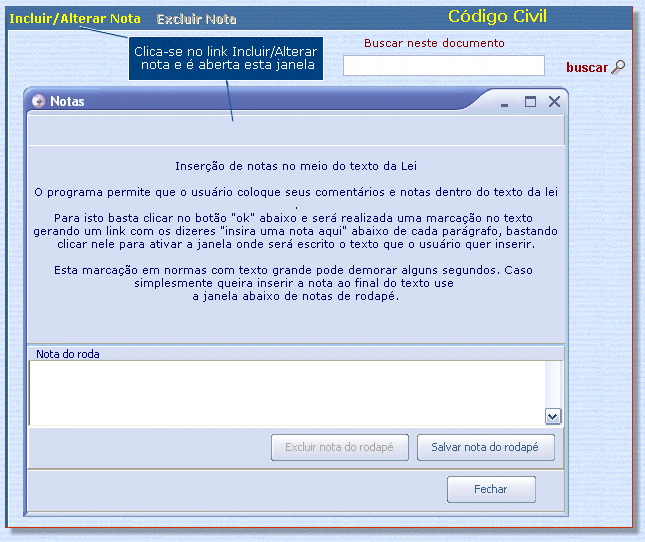 Incluir/Alterar Nota Excluir Nota Código Civil
Clica-se no link Incluir/Alterar
nota e é aberta esta janela
Buscar neste documento
buscar
Notas
Inserção de notas no meio do texto da Lei
O programa permite que o usuário coloque seus comentários e notas dentro do texto da lei
.
Para isto basta clicar no botão "ok" abaixo e será realizada uma marcação no texto
gerando um link com os dizeres "insira uma nota aqui" abaixo de cada parágrafo, bastando
clicar nele para ativar a janela onde será escrito o texto que o usuário quer inserir.
Esta marcação em normas com texto grande pode demorar alguns segundos. Caso
simplesmente queira inserir a nota ao final do texto use
a janela abaixo de notas de rodapé.
Nota do roda
Excluir nota do rodapé Salvar nota do rodapé
Fechar